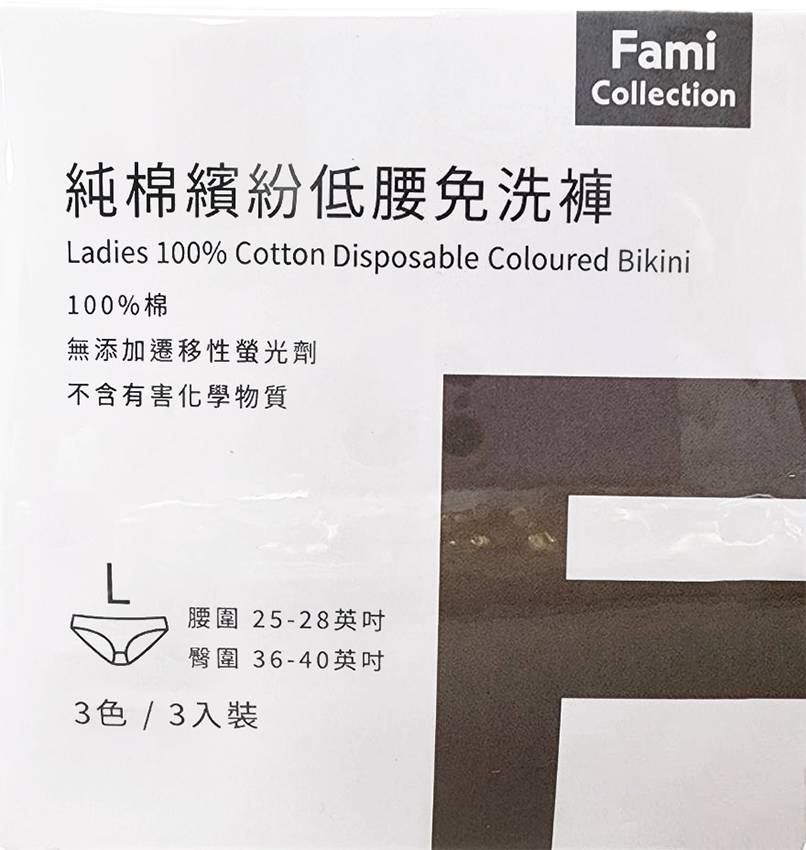 Fami
Collection
純棉繽紛低腰免洗褲
Ladies 100% Cotton Disposable Coloured Bikini
100%棉
無添加遷移性螢光劑
不含有害化學物質
L
腰圍 25-28英吋
臀圍 36-40英吋
3色 / 3入裝